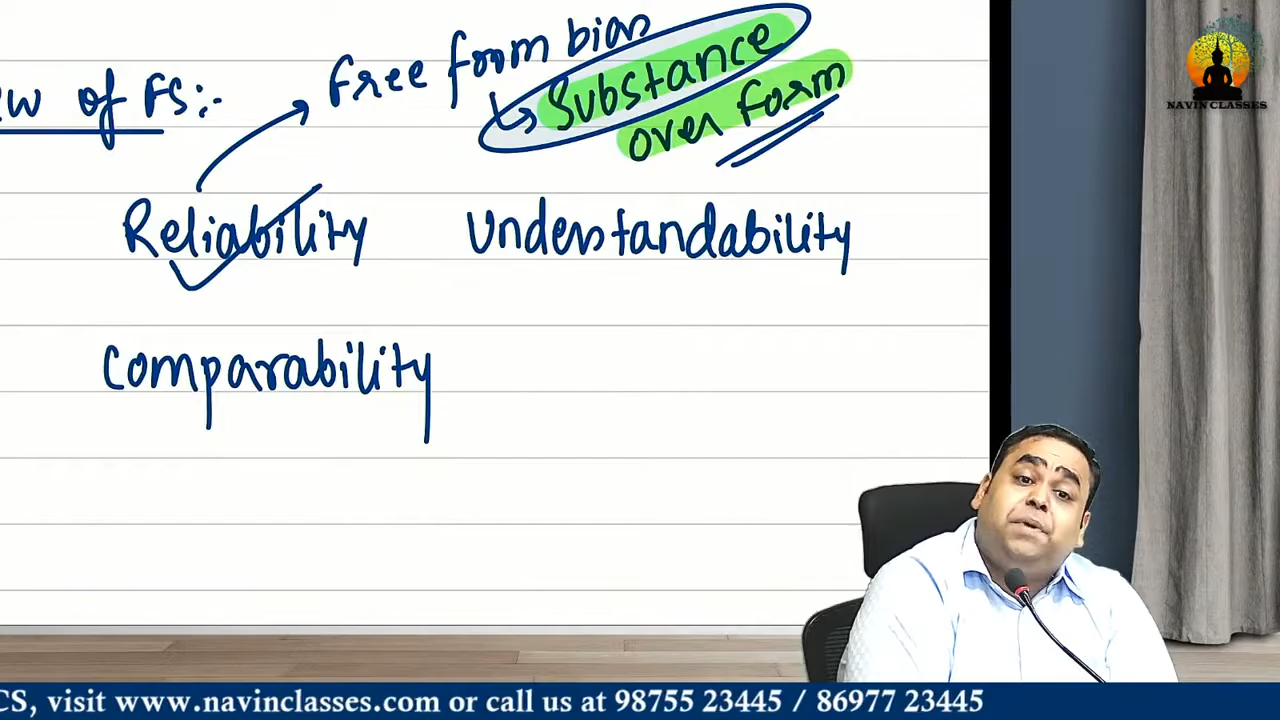 Free from bias
ew of FS:-
↳ Substance
over form
Reliability
Understandability
Comparability
NAVIN CLASSES
CS, visit www.navinclasses.com or call us at 98755 23445 / 86977 23445